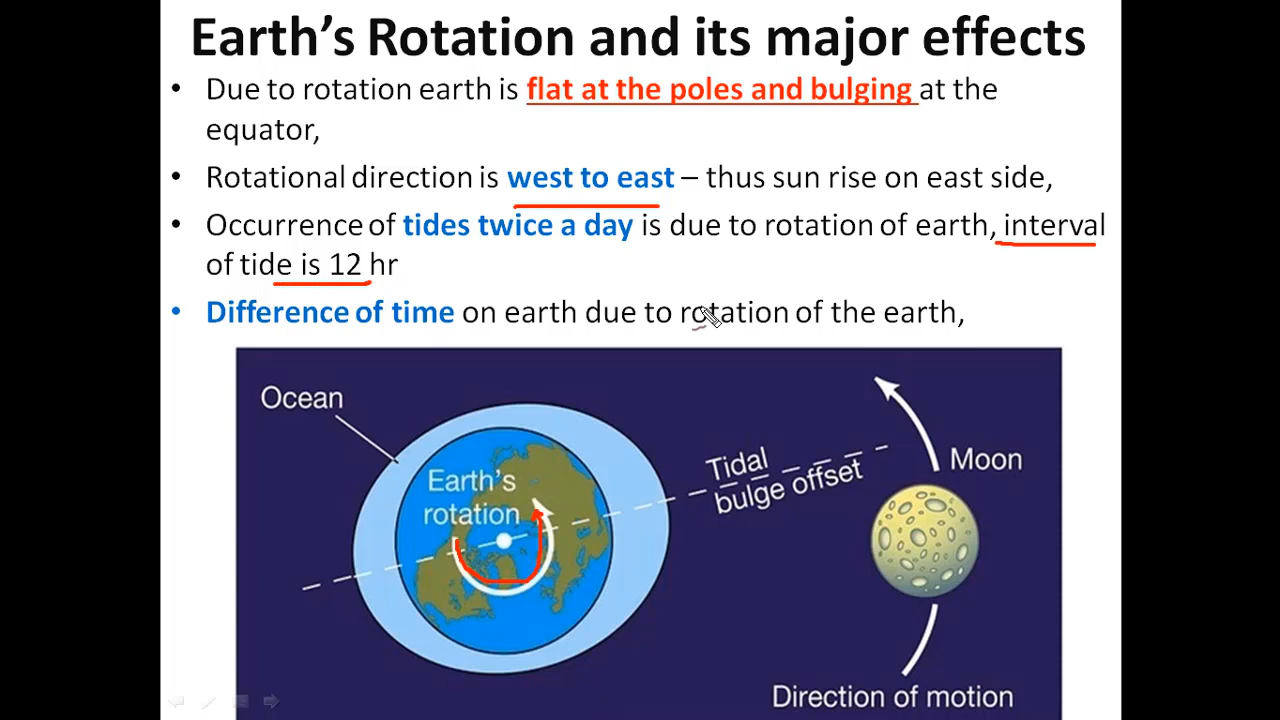 Earth’s Rotation and its major effects
• Due to rotation earth is flat at the poles and bulging at the
equator,
• Rotational direction is west to east – thus sun rise on east side,
• Occurrence of tides twice a day is due to rotation of earth, interval
of tide is 12 hr
• Difference of time on earth due to rotation of the earth,
Ocean
Earth’s
rotation
Tidal
bulge offset
Moon
Direction of motion